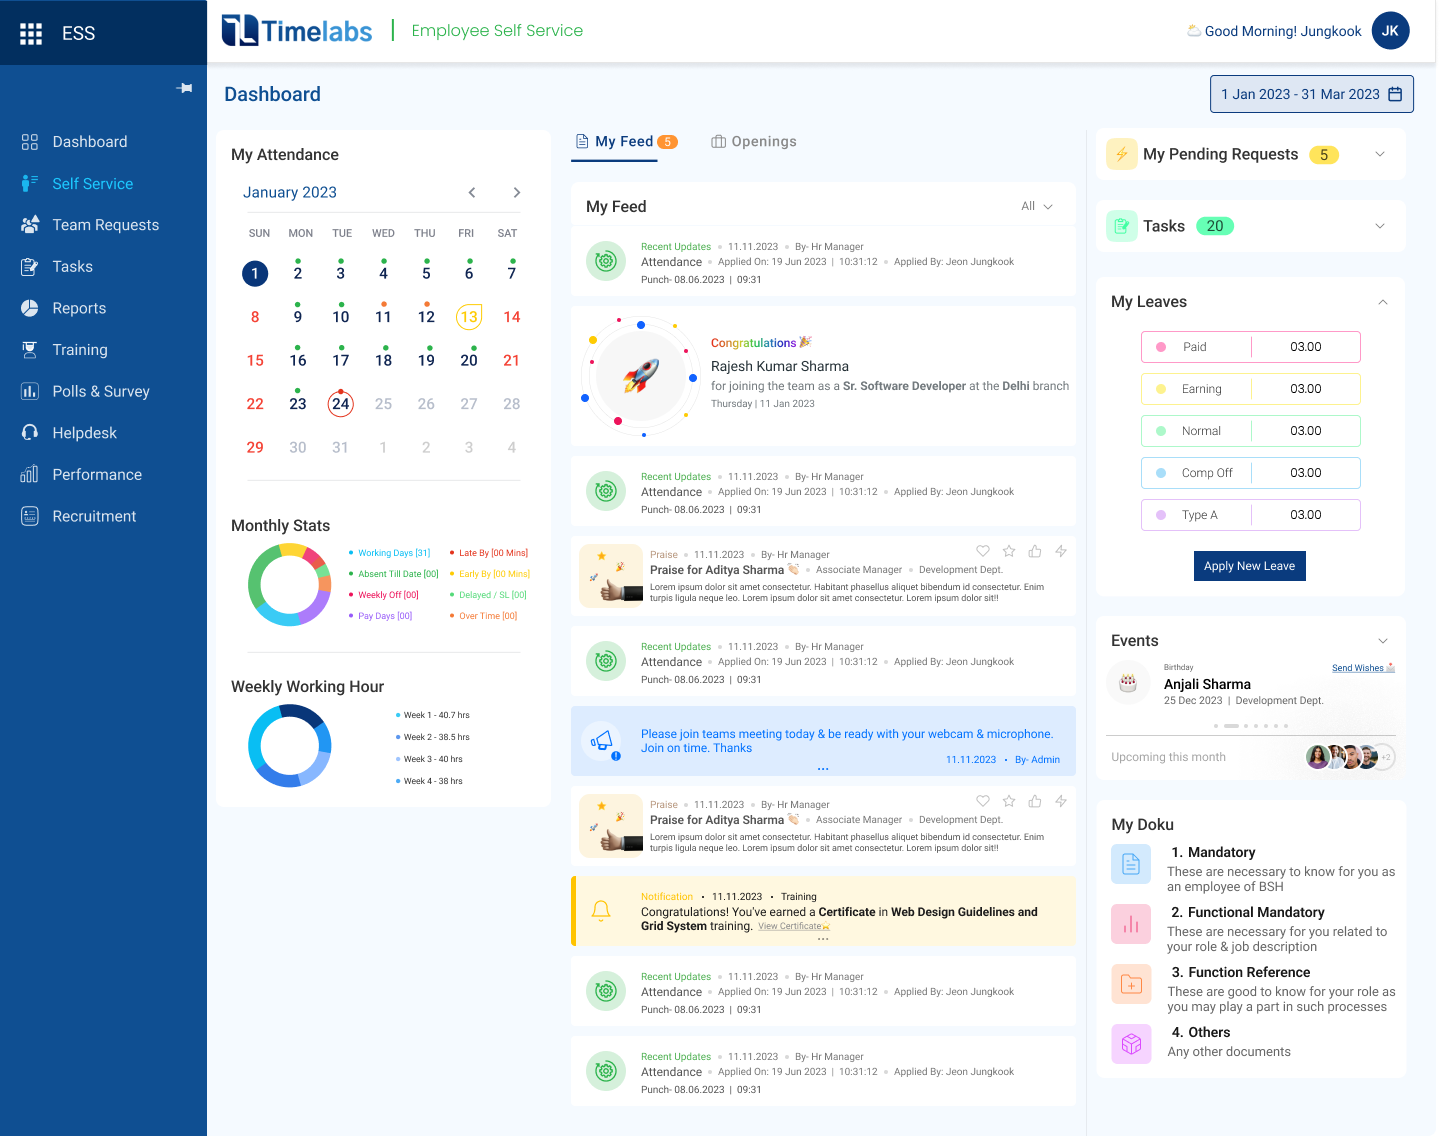 ESS
Timelabs
Employee Self Service
Good Morning! Jungkook
JK
Dashboard
1 Jan 2023 - 31 Mar 2023
Dashboard
Self Service
Team Requests
Tasks
Reports
Training
Polls & Survey
Helpdesk
Performance
Recruitment
My Attendance
January 2023
SUN MON TUE WED THU FRI SAT
1 2 3 4 5 6 7
8 9 10 11 12 13 14
15 16 17 18 19 20 21
22 23 24 25 26 27 28
29 30 31 1 2 3 4
Monthly Stats
Working Days [31] Late By [00 Mins]
Absent Till Date [00] Early By [00 Mins]
Weekly Off [00] Delayed / SL [00]
Pay Days [00] Over Time [00]
Weekly Working Hour
Week 1 - 40.7 hrs
Week 2 - 38.5 hrs
Week 3 - 40 hrs
Week 4 - 38 hrs
My Feed 5 Openings
My Feed All
Recent Updates • 11.11.2023 • By- Hr Manager
Attendance • Applied On: 19 Jun 2023 | 10:31:12 • Applied By: Jeon Jungkook
Punch- 08.06.2023 | 09:31
Congratulations
Rajesh Kumar Sharma
for joining the team as a Sr. Software Developer at the Delhi branch
Thursday | 11 Jan 2023
Recent Updates • 11.11.2023 • By- Hr Manager
Attendance • Applied On: 19 Jun 2023 | 10:31:12 • Applied By: Jeon Jungkook
Punch- 08.06.2023 | 09:31
Praise • 11.11.2023 • By- Hr Manager
Praise for Aditya Sharma • Associate Manager • Development Dept.
Lorem ipsum dolor sit amet consectetur. Habitant phasellus aliquet bibendum id consectetur. Enim
turpis ligula neque leo. Lorem ipsum dolor sit amet consectetur. Lorem ipsum dolor sit!!
Recent Updates • 11.11.2023 • By- Hr Manager
Attendance • Applied On: 19 Jun 2023 | 10:31:12 • Applied By: Jeon Jungkook
Punch- 08.06.2023 | 09:31
Please join teams meeting today & be ready with your webcam & microphone.
Join on time. Thanks
11.11.2023 • By- Admin
...
Praise • 11.11.2023 • By- Hr Manager
Praise for Aditya Sharma • Associate Manager • Development Dept.
Lorem ipsum dolor sit amet consectetur. Habitant phasellus aliquet bibendum id consectetur. Enim
turpis ligula neque leo. Lorem ipsum dolor sit amet consectetur. Lorem ipsum dolor sit!!
Notification • 11.11.2023 • Training
Congratulations! You've earned a Certificate in Web Design Guidelines and
Grid System training. View Certificate
...
Recent Updates • 11.11.2023 • By- Hr Manager
Attendance • Applied On: 19 Jun 2023 | 10:31:12 • Applied By: Jeon Jungkook
Punch- 08.06.2023 | 09:31
Recent Updates • 11.11.2023 • By- Hr Manager
Attendance • Applied On: 19 Jun 2023 | 10:31:12 • Applied By: Jeon Jungkook
Punch- 08.06.2023 | 09:31
My Pending Requests 5
Tasks 20
My Leaves
Paid 03.00
Earning 03.00
Normal 03.00
Comp Off 03.00
Type A 03.00
Apply New Leave
Events
Birthday Send Wishes
Anjali Sharma
25 Dec 2023 | Development Dept.
Upcoming this month +2
My Doku
1. Mandatory
These are necessary to know for you as
an employee of BSH
2. Functional Mandatory
These are necessary for you related to
your role & job description
3. Function Reference
These are good to know for your role as
you may play a part in such processes
4. Others
Any other documents